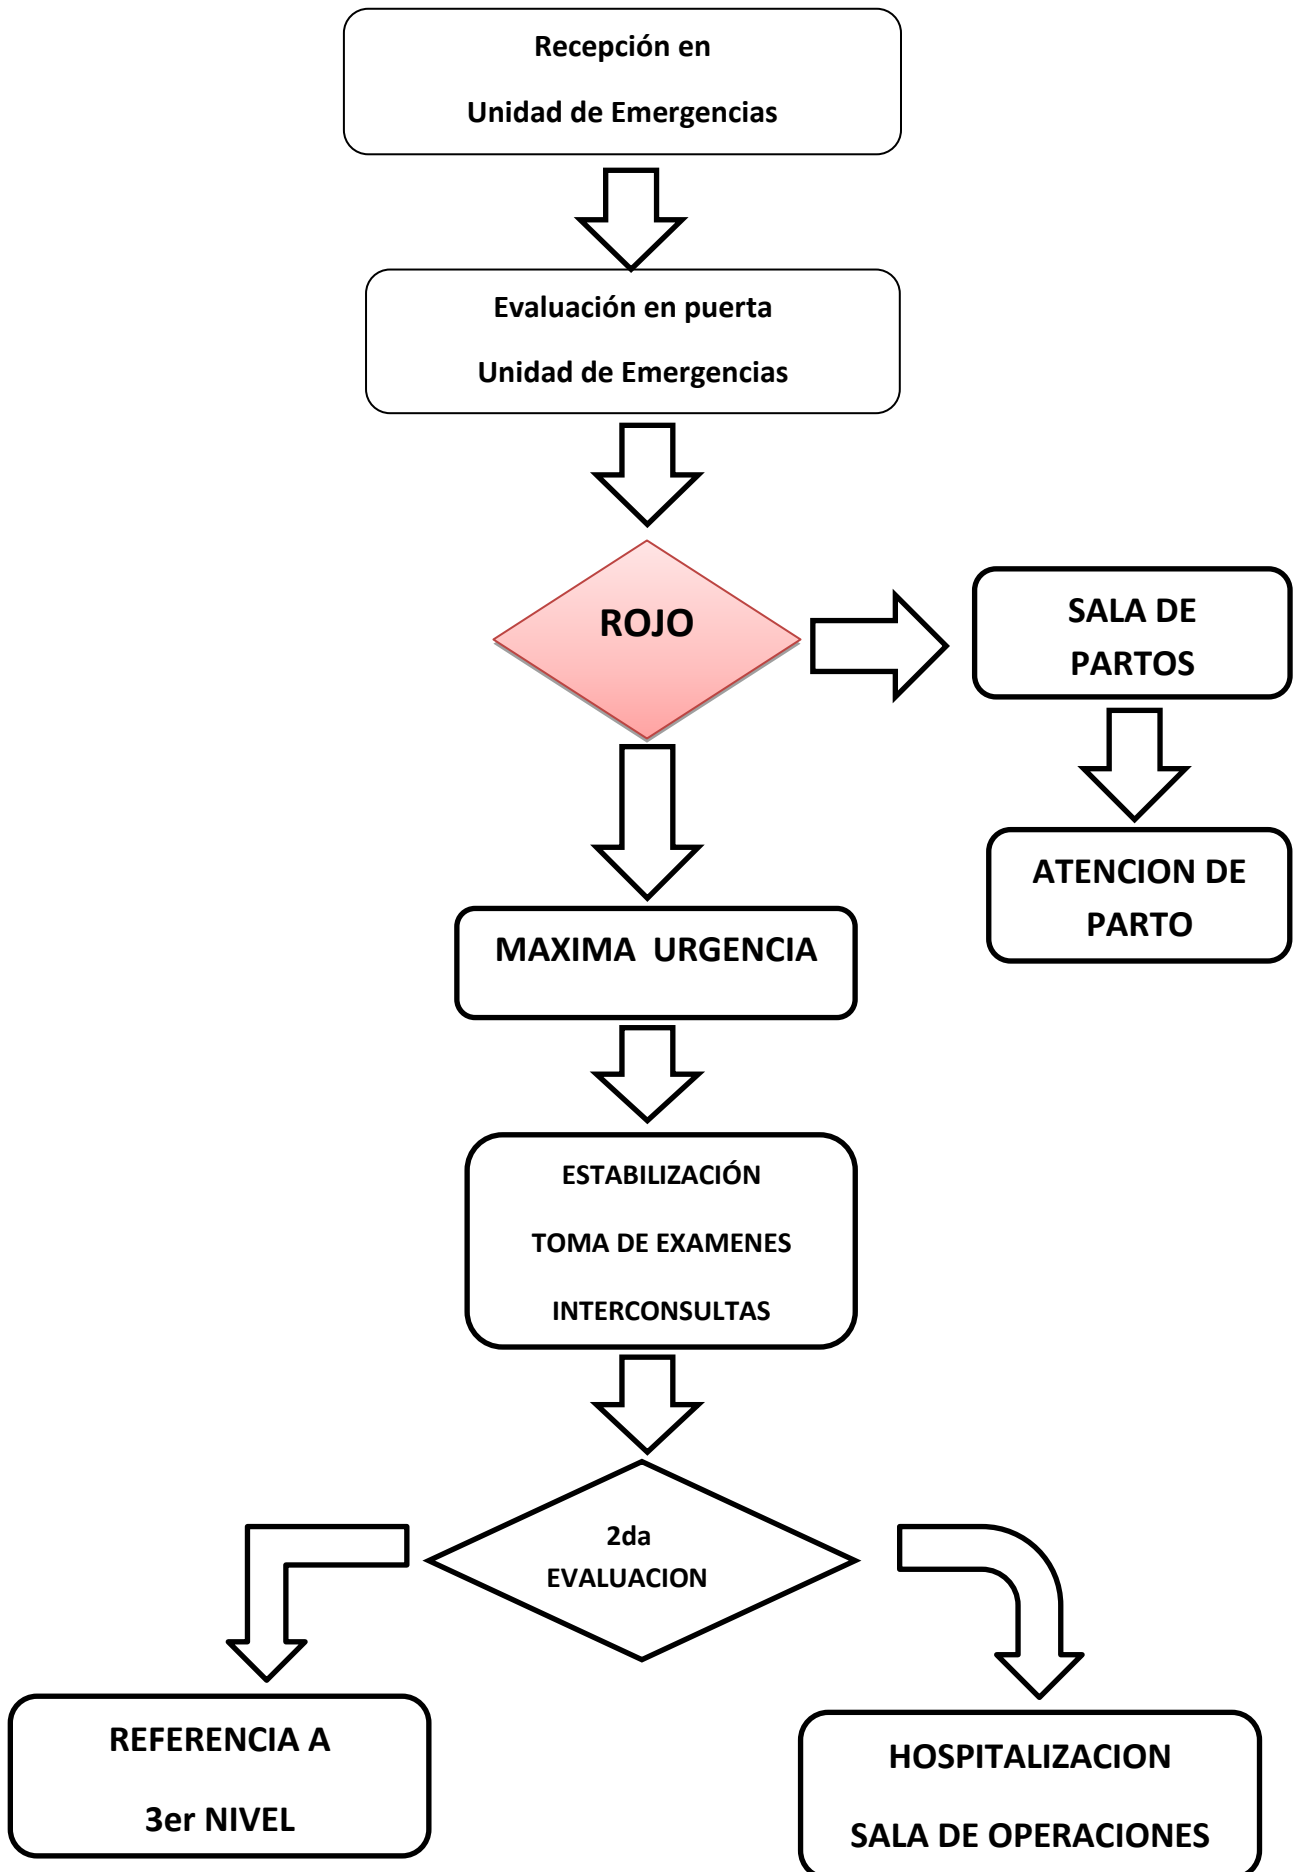 Recepción en
Unidad de Emergencias
Evaluación en puerta
Unidad de Emergencias
ROJO
SALA DE
PARTOS
ATENCION DE
PARTO
MAXIMA URGENCIA
ESTABILIZACIÓN
TOMA DE EXAMENES
INTERCONSULTAS
2da
EVALUACION
REFERENCIA A
3er NIVEL
HOSPITALIZACION
SALA DE OPERACIONES